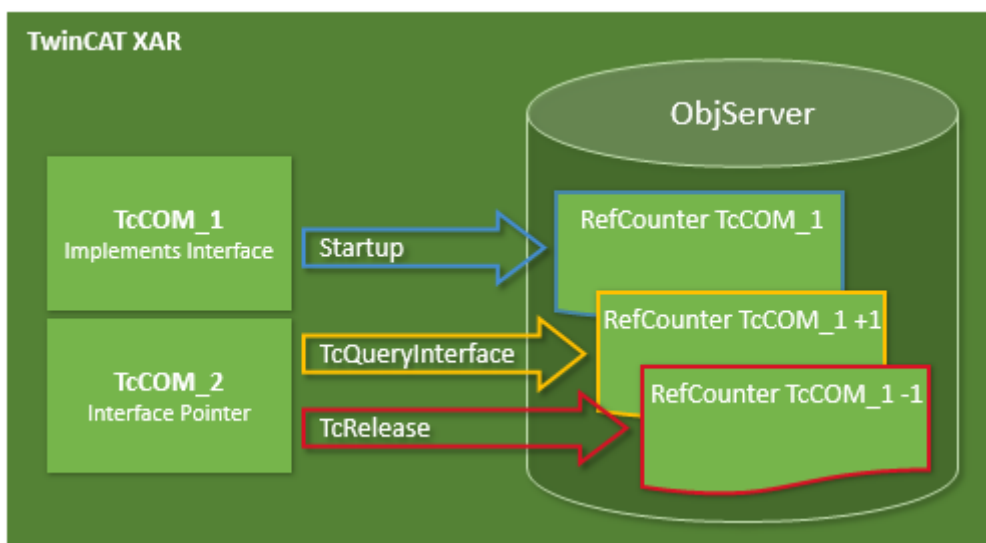 TwinCAT XAR
ObjServer
TcCOM_1
Implements Interface
Startup
RefCounter TcCOM_1
TcCOM_2
Interface Pointer
TcQueryInterface
RefCounter TcCOM_1 +1
TcRelease
RefCounter TcCOM_1 -1